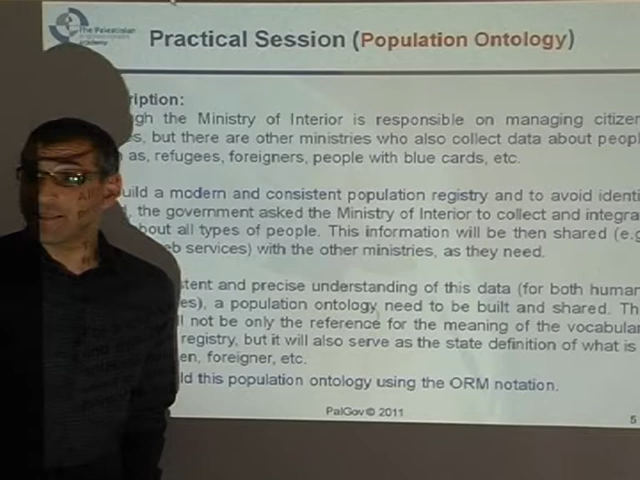 The Palestinian
Academy
Practical Session (Population Ontology)
ription:
gh the Ministry of Interior is responsible on managing citizen
s, but there are other ministries who also collect data about peopl
as, refugees, foreigners, people with blue cards, etc.
uild a modern and consistent population registry and to avoid identi
, the government asked the Ministry of Interior to collect and integra
bout all types of people. This information will be then shared (e.g
eb services) with the other ministries, as they need.
tent and precise understanding of this data (for both human
es), a population ontology need to be built and shared. Th
ll not be only the reference for the meaning of the vocabular
registry, but it will also serve as the state definition of what is
en, foreigner, etc.
ld this population ontology using the ORM notation.
PalGov © 2011
5